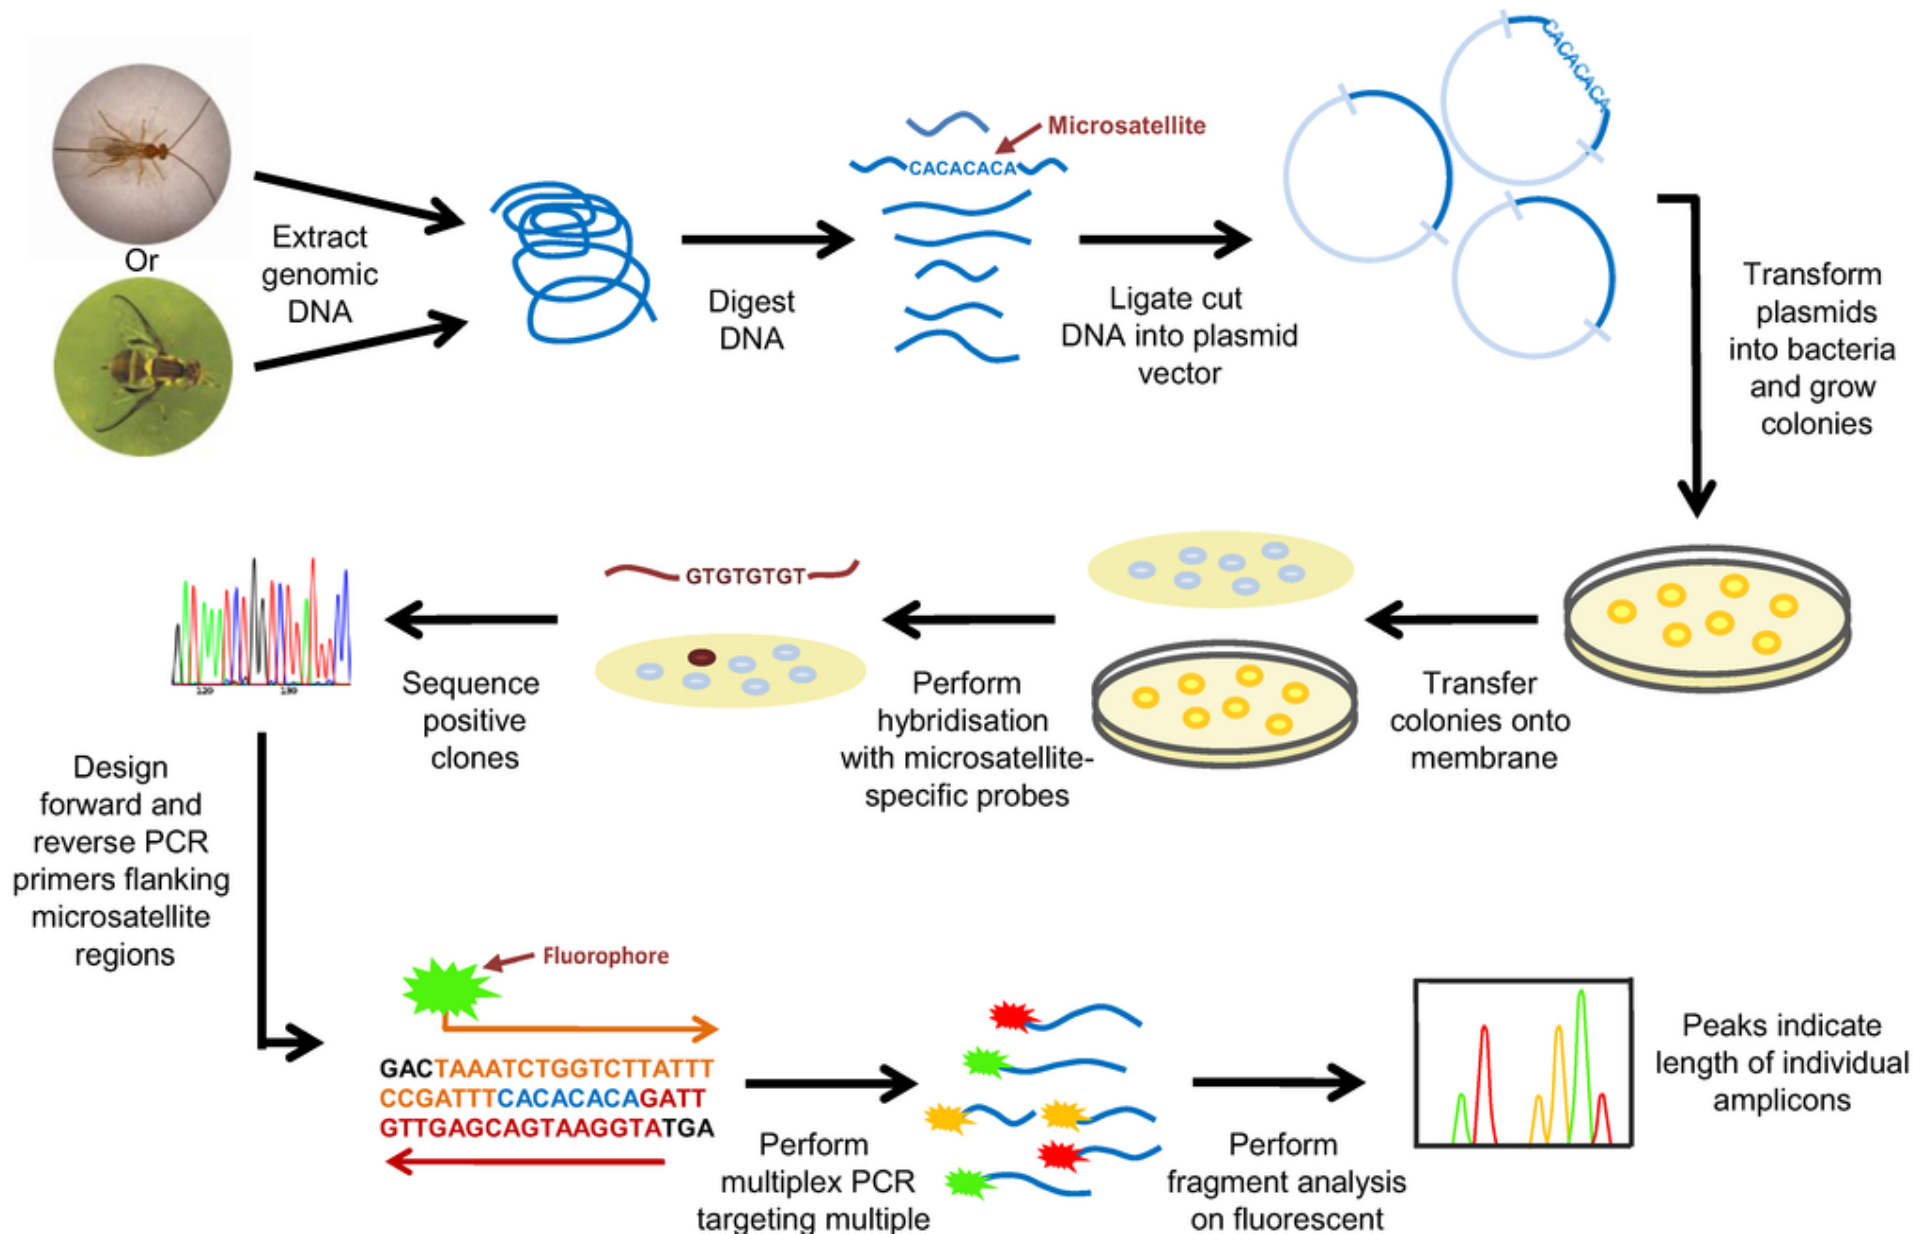 Or
Extract
genomic
DNA
Digest
DNA
Microsatellite
CACACACA
Ligate cut
DNA into plasmid
vector
CACACACA
Transform
plasmids
into bacteria
and grow
colonies
Transfer
colonies onto
membrane
Perform
hybridisation
with microsatellite-
specific probes
GTGTGTGT
Sequence
positive
clones
120 130
Design
forward and
reverse PCR
primers flanking
microsatellite
regions
Fluorophore
GACTAAATCTGGTCTTATTT
CCGATTTCACACACAGATT
GTTGAGCAGTAAGGTATGA
Perform
multiplex PCR
targeting multiple
Perform
fragment analysis
on fluorescent
Peaks indicate
length of individual
amplicons